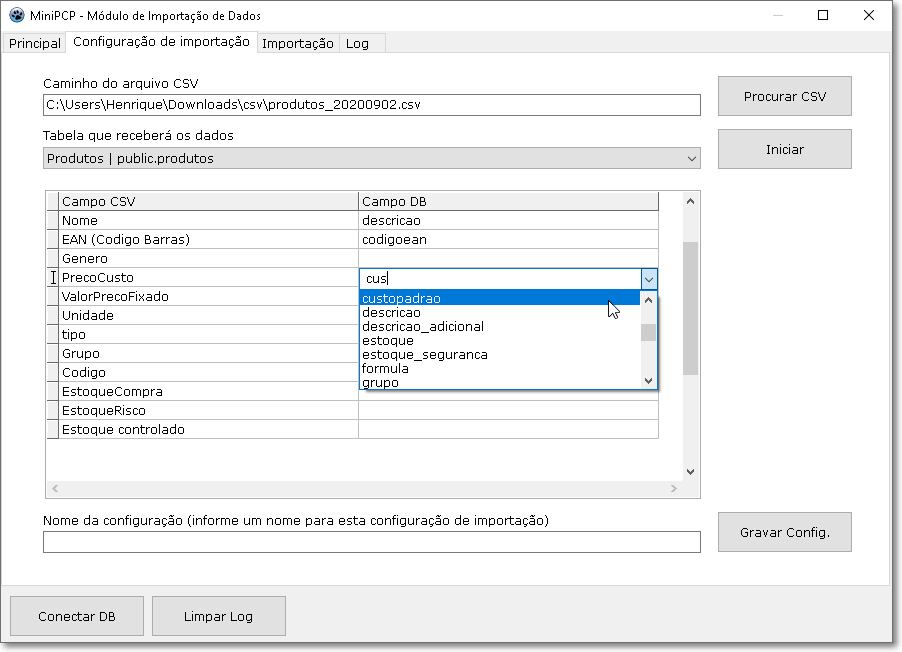 MiniPCP - Módulo de Importação de Dados
Principal Configuração de importação Importação Log
Caminho do arquivo CSV
C:\Users\Henrique\Downloads\csv\produtos_20200902.csv
Procurar CSV
Tabela que receberá os dados
Produtos | public.produtos
Iniciar
Campo CSV Campo DB
Nome descricao
EAN (Codigo Barras) codigoean
Genero
PrecoCusto cus
ValorPrecoFixado custopadrao
Unidade descricao
descricao_adicional
tipo estoque
Grupo estoque_seguranca
Codigo formula
EstoqueCompra grupo
EstoqueRisco
Estoque controlado
Nome da configuração (informe um nome para esta configuração de importação)
Gravar Config.
Conectar DB Limpar Log